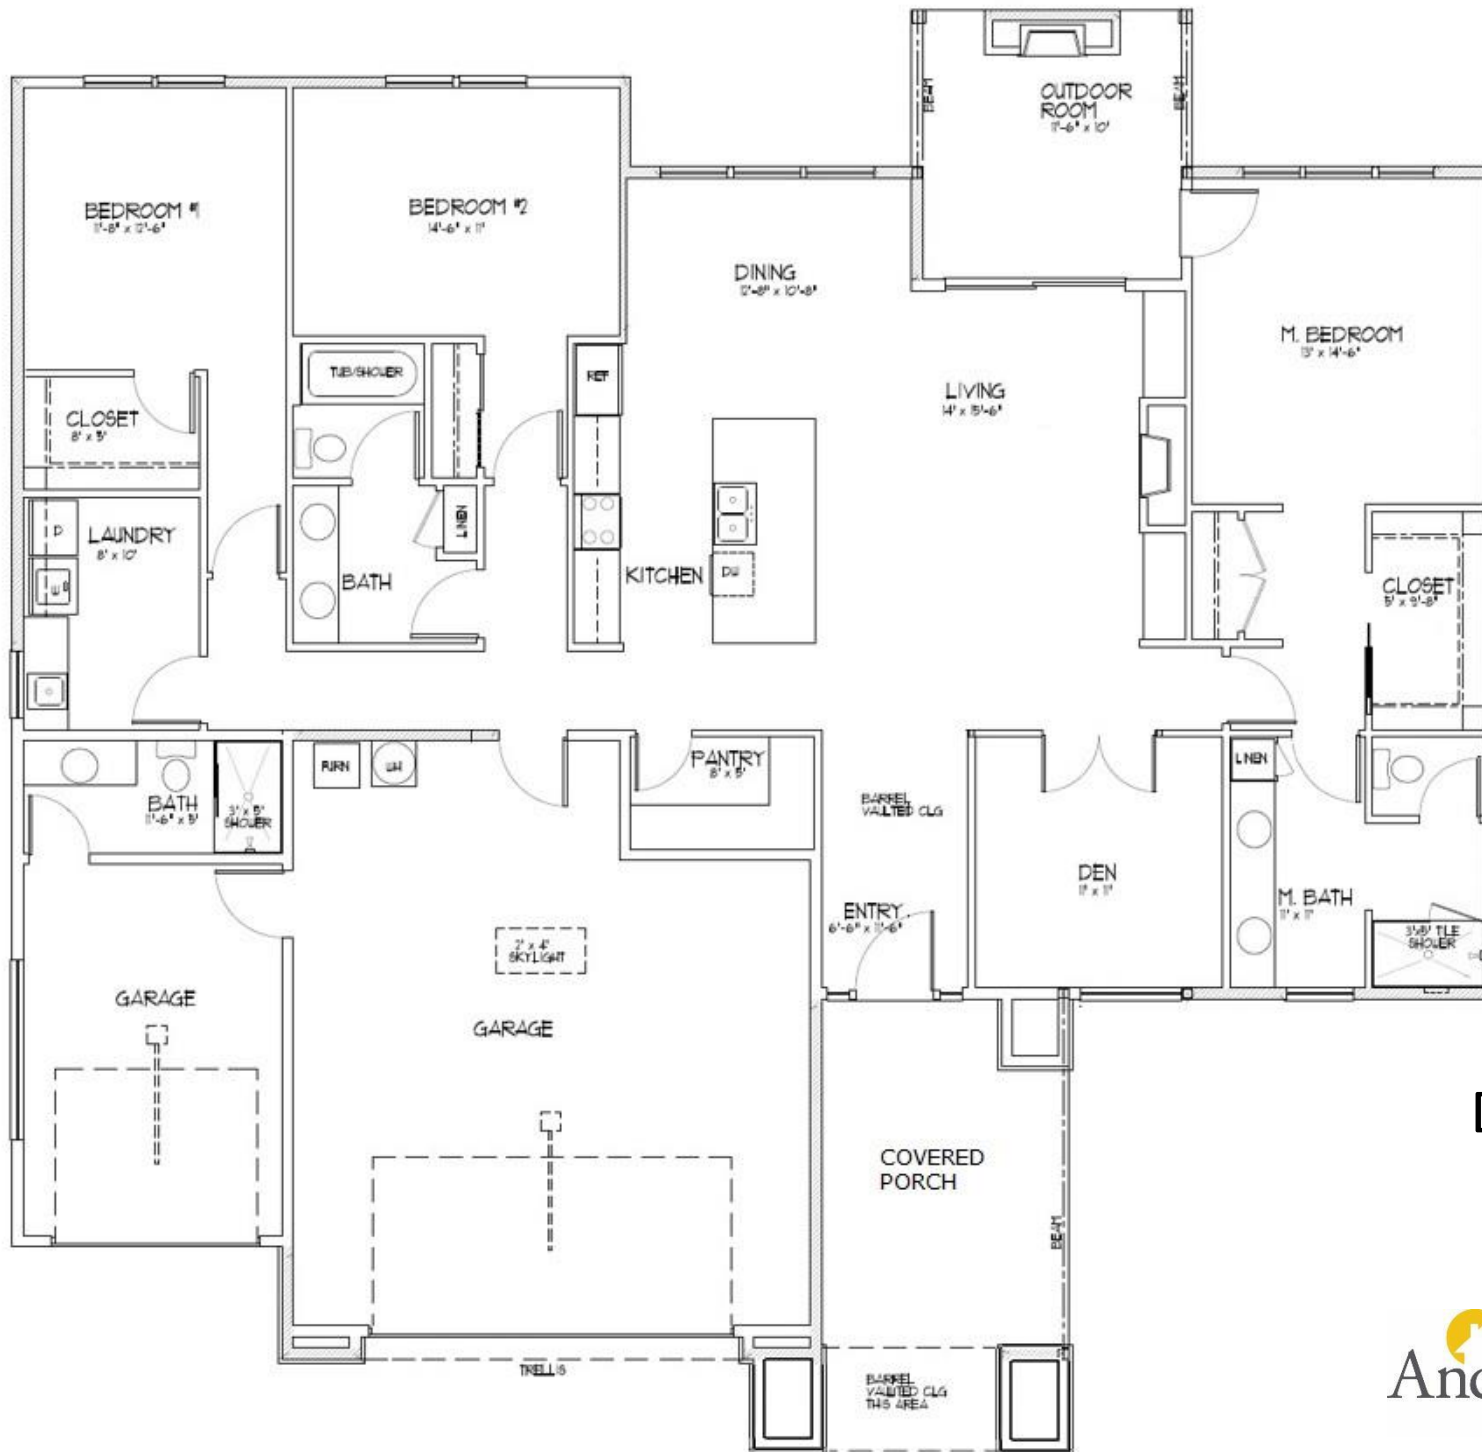 OUTDOOR
ROOM
11'-6" x 10'
BEAM
BEAM
BEDROOM #1
11'-8" x 12'-6"
BEDROOM #2
14'-6" x 11'
DINING
12'-8" x 10'-8"
M. BEDROOM
13' x 14'-6"
TUB/SHOWER
REF
LIVING
14' x 15'-6"
CLOSET
8' x 5'
D
LAUNDRY
8' x 10'
W
LINEN
BATH
KITCHEN
DW
CLOSET
5' x 9'-8"
FURN
WH
PANTRY
8' x 5'
LINEN
BATH
11'-6" x 5'
3' x 5'
SHOWER
BARREL
VAULTED CLG
DEN
11' x 11'
ENTRY
6'-6" x 11'-6"
M. BATH
11' x 11'
TILE
SHOWER
2' x 4'
SKYLIGHT
GARAGE
GARAGE
COVERED
PORCH
BEAM
TRELLIS
BARREL
VAULTED CLG
THIS AREA